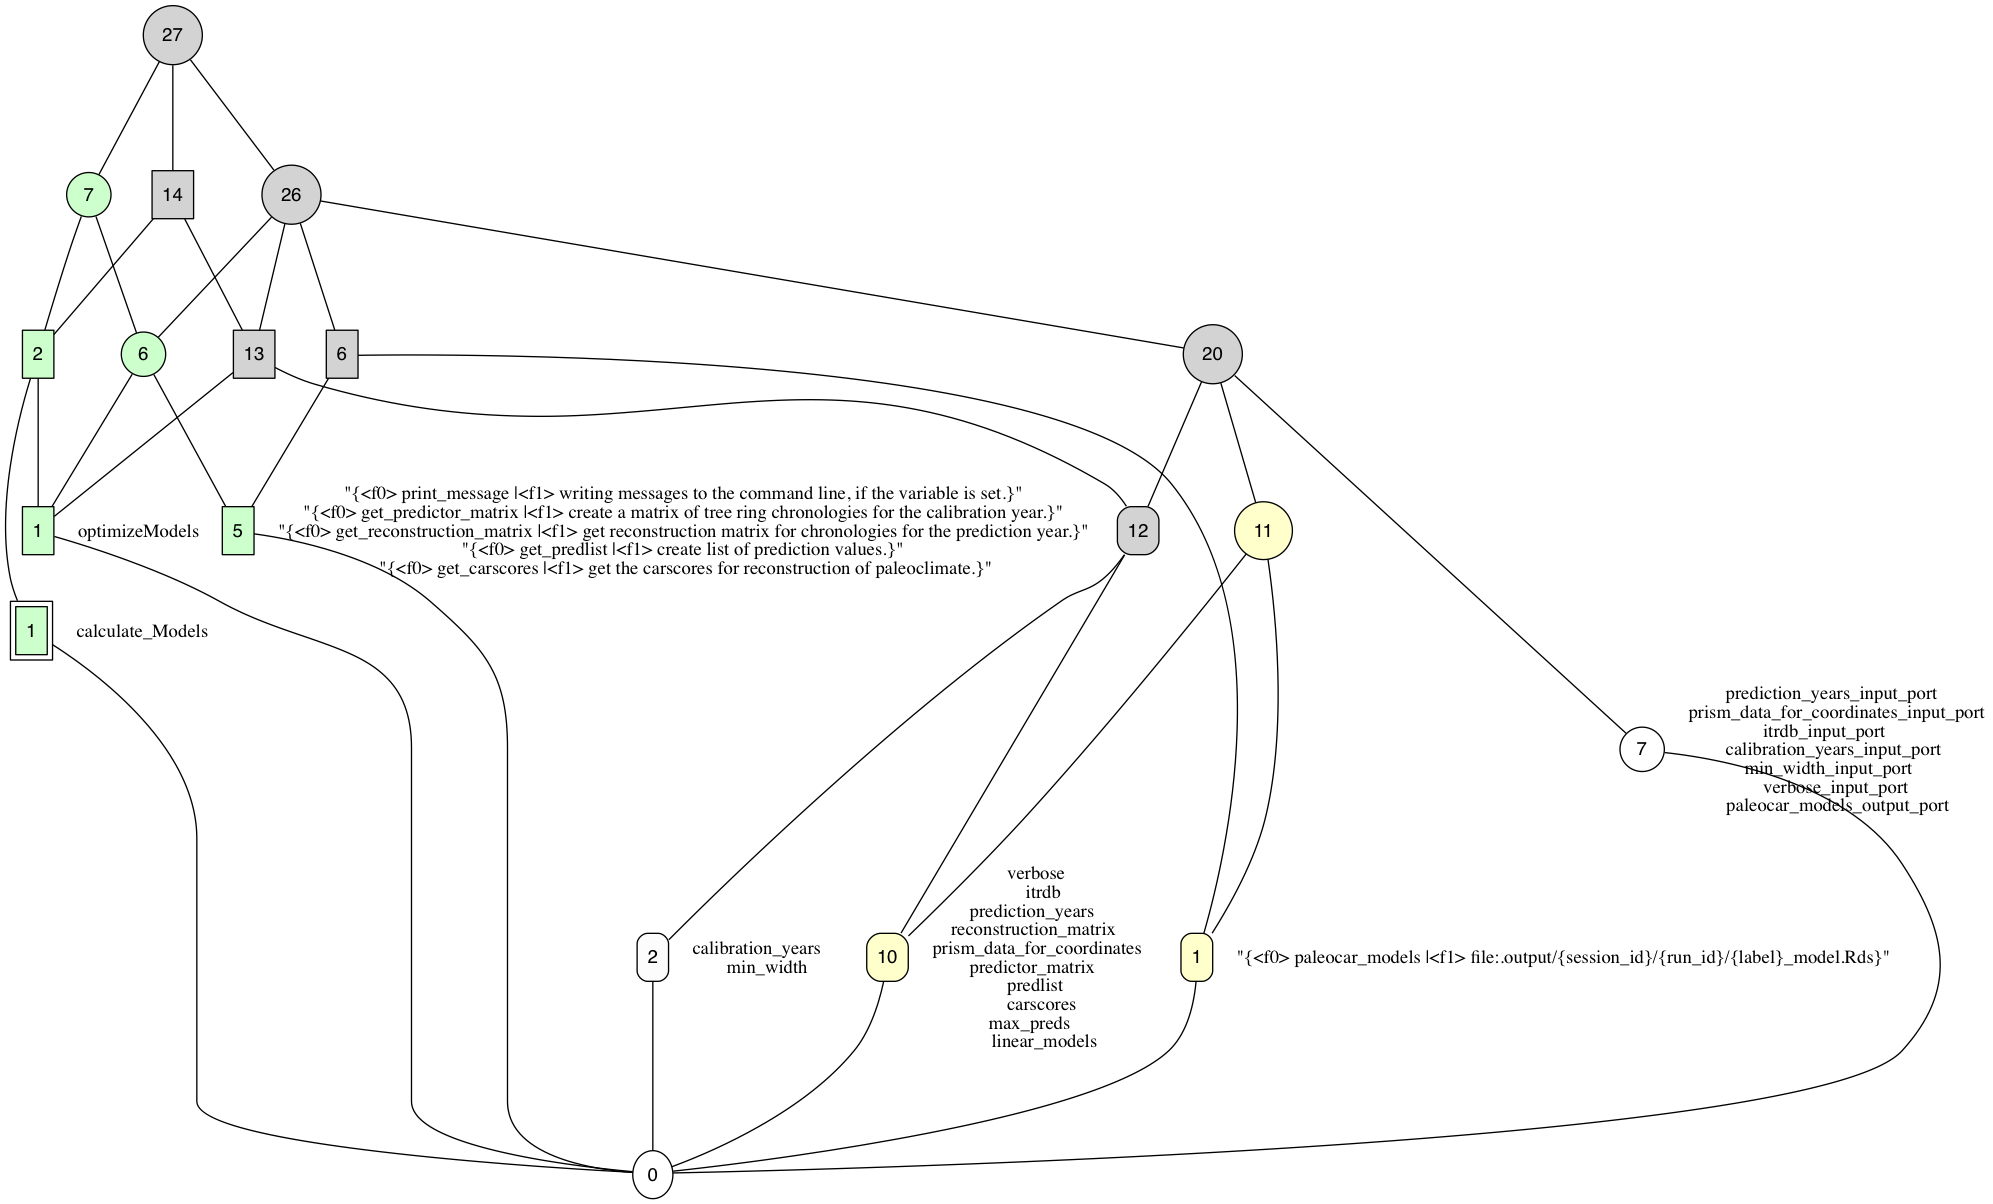 27
7
14
26
2
6
13
6
20
"{<f0> print_message |<f1> writing messages to the command line, if the variable is set.}"
"{<f0> get_predictor_matrix |<f1> create a matrix of tree ring chronologies for the calibration year.}"
"{<f0> get_reconstruction_matrix |<f1> get reconstruction matrix for chronologies for the prediction year.}"
"{<f0> get_predlist |<f1> create list of prediction values.}"
"{<f0> get_carscores |<f1> get the carscores for reconstruction of paleoclimate.}"
1
optimizeModels
5
12
11
1
calculate_Models
7
prediction_years_input_port
prism_data_for_coordinates_input_port
itrdb_input_port
calibration_years_input_port
min_width_input_port
verbose_input_port
paleocar_models_output_port
2
calibration_years
min_width
10
verbose
itrdb
prediction_years
reconstruction_matrix
prism_data_for_coordinates
predictor_matrix
predlist
carscores
max_preds
linear_models
1
"{<f0> paleocar_models |<f1> file:.output/{session_id}/{run_id}/{label}_model.Rds}"
0